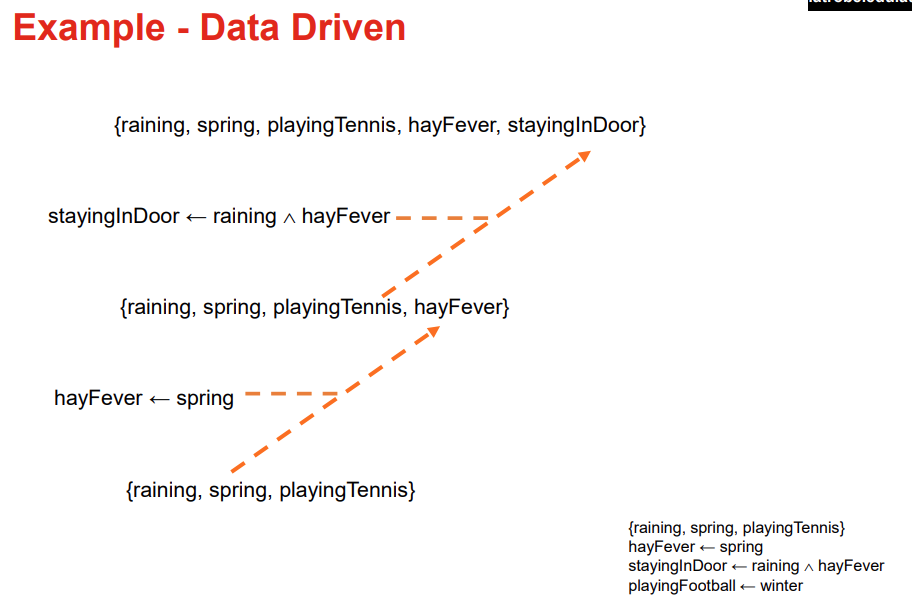 Example - Data Driven
{raining, spring, playingTennis, hayFever, stayingInDoor}
stayingInDoor ← raining ∧ hayFever
{raining, spring, playingTennis, hayFever}
hayFever ← spring
{raining, spring, playingTennis}
{raining, spring, playingTennis}
hayFever ← spring
stayingInDoor ← raining ∧ hayFever
playingFootball ← winter